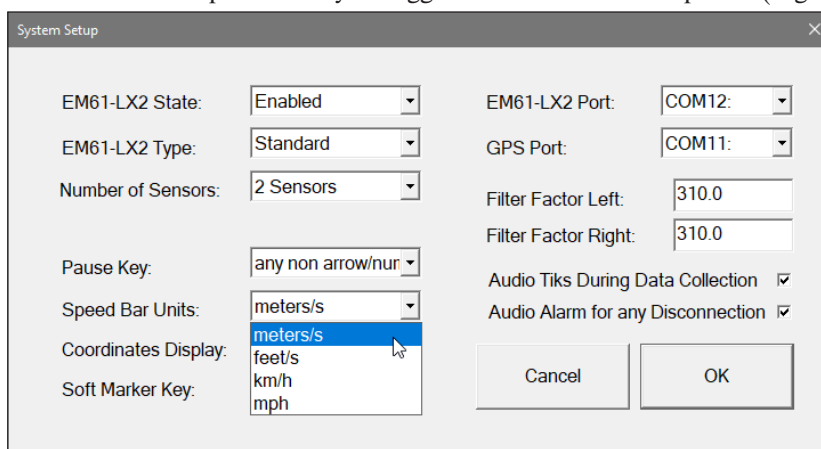 System Setup
EM61-LX2 State: Enabled EM61-LX2 Port: COM12:
EM61-LX2 Type: Standard GPS Port: COM11:
Number of Sensors: 2 Sensors Filter Factor Left: 310.0
Filter Factor Right: 310.0
Pause Key: any non arrow/nun Audio Tiks During Data Collection
Speed Bar Units: meters/s Audio Alarm for any Disconnection
meters/s
Coordinates Display: feet/s
Soft Marker Key: km/h Cancel OK
mph